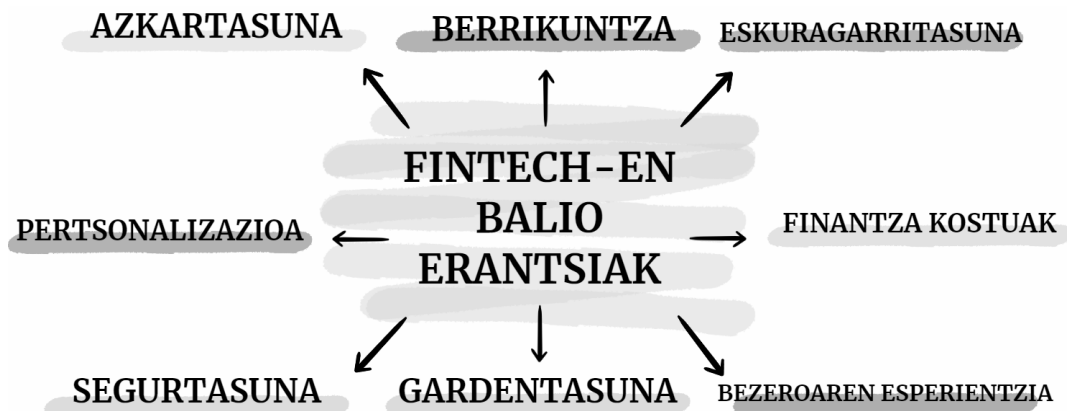 AZKARTASUNA
BERRIKUNTZA
ESKURAGARRITASUNA
FINTECH-EN
BALIO
ERANTSIAK
PERTSONALIZAZIOA
FINANTZA KOSTUAK
SEGURTASUNA
GARDENTASUNA
BEZEROAREN ESPERIENTZIA